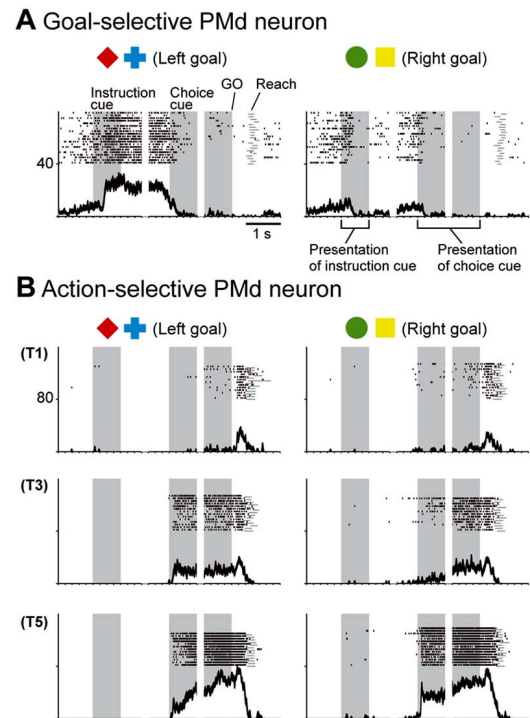 A Goal-selective PMd neuron
(Left goal)
(Right goal)
Instruction cue
Choice cue
GO
Reach
40
1 s
Presentation of instruction cue
Presentation of choice cue
B Action-selective PMd neuron
(Left goal)
(Right goal)
(T1)
80
(T3)
(T5)